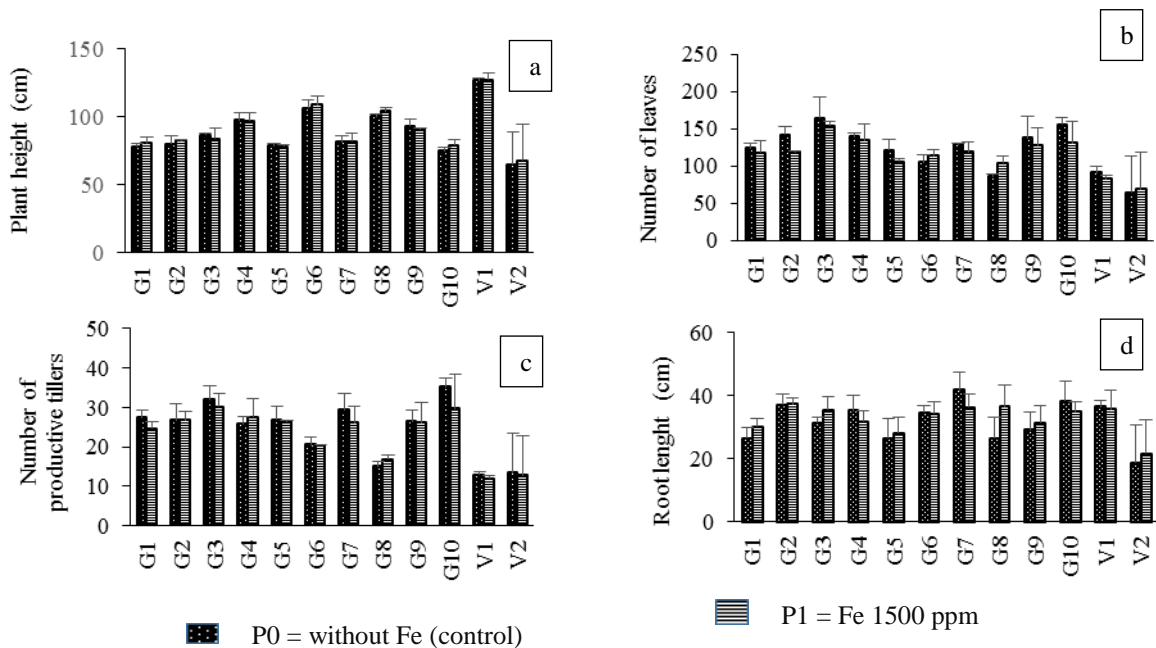 a
Plant height (cm)
150
100
50
0
G1 G2 G3 G4 G5 G6 G7 G8 G9 G10 V1 V2
b
Number of leaves
250
200
150
100
50
0
G1 G2 G3 G4 G5 G6 G7 G8 G9 G10 V1 V2
c
Number of
productive tillers
50
40
30
20
10
0
G1 G2 G3 G4 G5 G6 G7 G8 G9 G10 V1 V2
d
Root lenght (cm)
60
40
20
0
G1 G2 G3 G4 G5 G6 G7 G8 G9 G10 V1 V2
P0 = without Fe (control)
P1 = Fe 1500 ppm